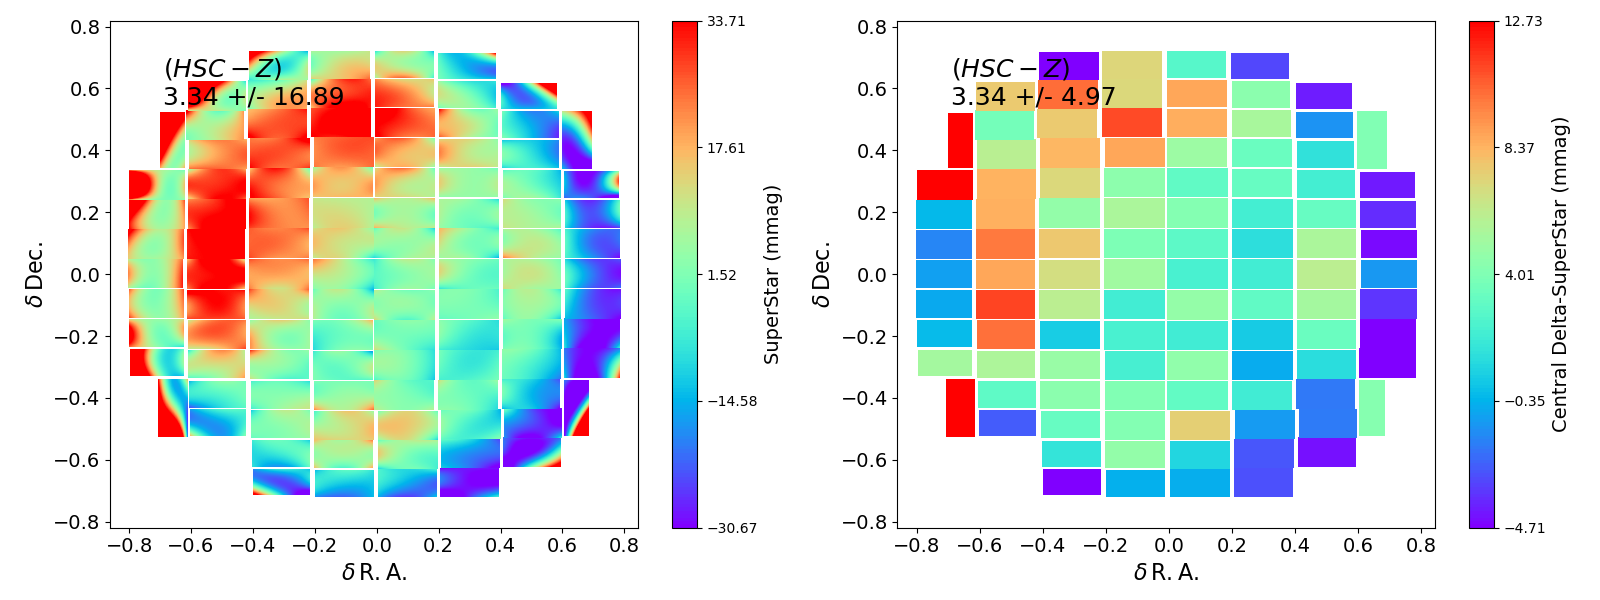 (HSC − Z)
3.34 +/- 16.89
0.8
0.6
0.4
0.2
0.0
−0.2
−0.4
−0.6
−0.8
δ Dec.
−0.8 −0.6 −0.4 −0.2 0.0 0.2 0.4 0.6 0.8
δ R. A.
33.71
17.61
1.52
−14.58
−30.67
SuperStar (mmag)
(HSC − Z)
3.34 +/- 4.97
0.8
0.6
0.4
0.2
0.0
−0.2
−0.4
−0.6
−0.8
δ Dec.
−0.8 −0.6 −0.4 −0.2 0.0 0.2 0.4 0.6 0.8
δ R. A.
12.73
8.37
4.01
−0.35
−4.71
Central Delta-SuperStar (mmag)